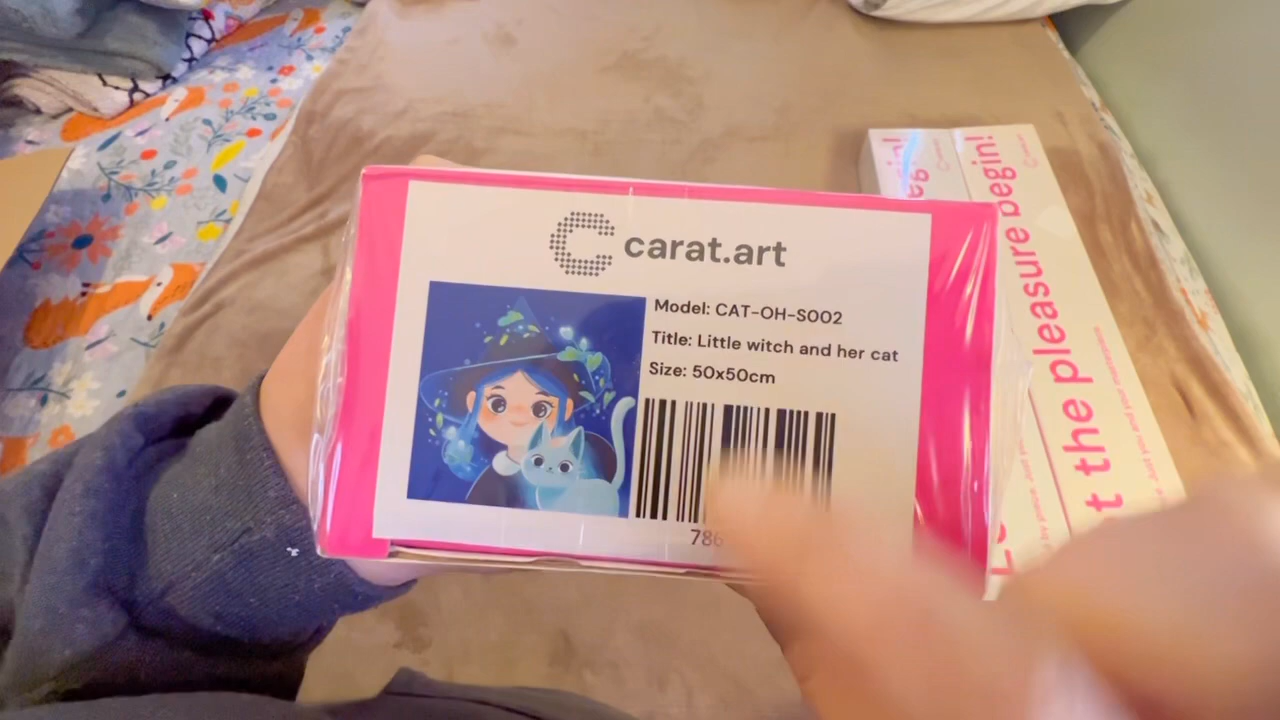 carat.art
Model: CAT-OH-S002
Title: Little witch and her cat
Size: 50x50cm
786
the pleasure begin!